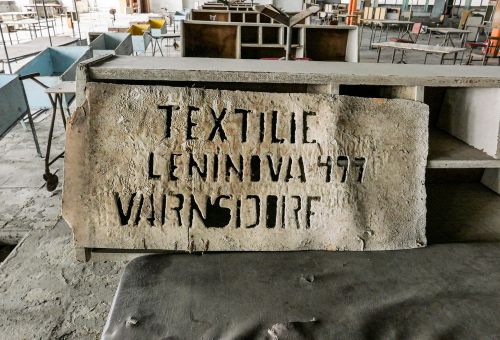 TEXTILIE
LENINOVA 497
VARNSDORF